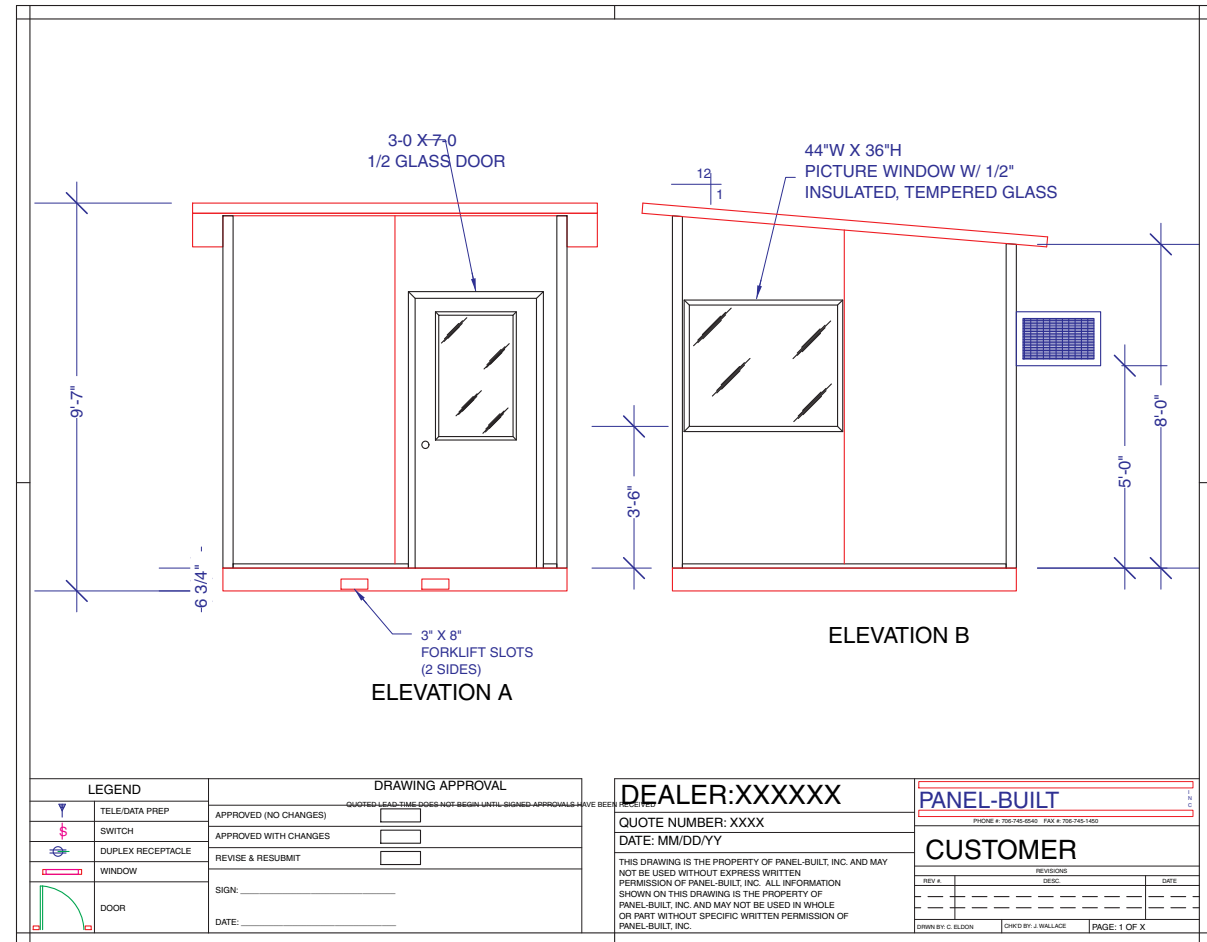 3-0 X 7-0
1/2 GLASS DOOR
44"W X 36"H
PICTURE WINDOW W/ 1/2"
INSULATED, TEMPERED GLASS
12
1
9'-7"
6 3/4"
3'-6"
5'-0"
8'-0"
3" X 8"
FORKLIFT SLOTS
(2 SIDES)
ELEVATION A
ELEVATION B
LEGEND
TELE/DATA PREP
S SWITCH
DUPLEX RECEPTACLE
WINDOW
DOOR
DRAWING APPROVAL
QUOTED LEAD-TIME DOES NOT BEGIN UNTIL SIGNED APPROVALS HAVE BEEN RECEIVED
APPROVED (NO CHANGES)
APPROVED WITH CHANGES
REVISE & RESUBMIT
SIGN:
DATE:
DEALER:XXXXXX
QUOTE NUMBER: XXXX
DATE: MM/DD/YY
THIS DRAWING IS THE PROPERTY OF PANEL-BUILT, INC. AND MAY
NOT BE USED WITHOUT EXPRESS WRITTEN
PERMISSION OF PANEL-BUILT, INC. ALL INFORMATION
SHOWN ON THIS DRAWING IS THE PROPERTY OF
PANEL-BUILT, INC. AND MAY NOT BE USED IN WHOLE
OR PART WITHOUT SPECIFIC WRITTEN PERMISSION OF
PANEL-BUILT, INC.
PANEL-BUILT INC
PHONE #: 706-745-6540 FAX #: 706-745-1450
CUSTOMER
REVISIONS
REV #. DESC. DATE
DRWN BY: C. ELDON CHK'D BY: J. WALLACE PAGE: 1 OF X